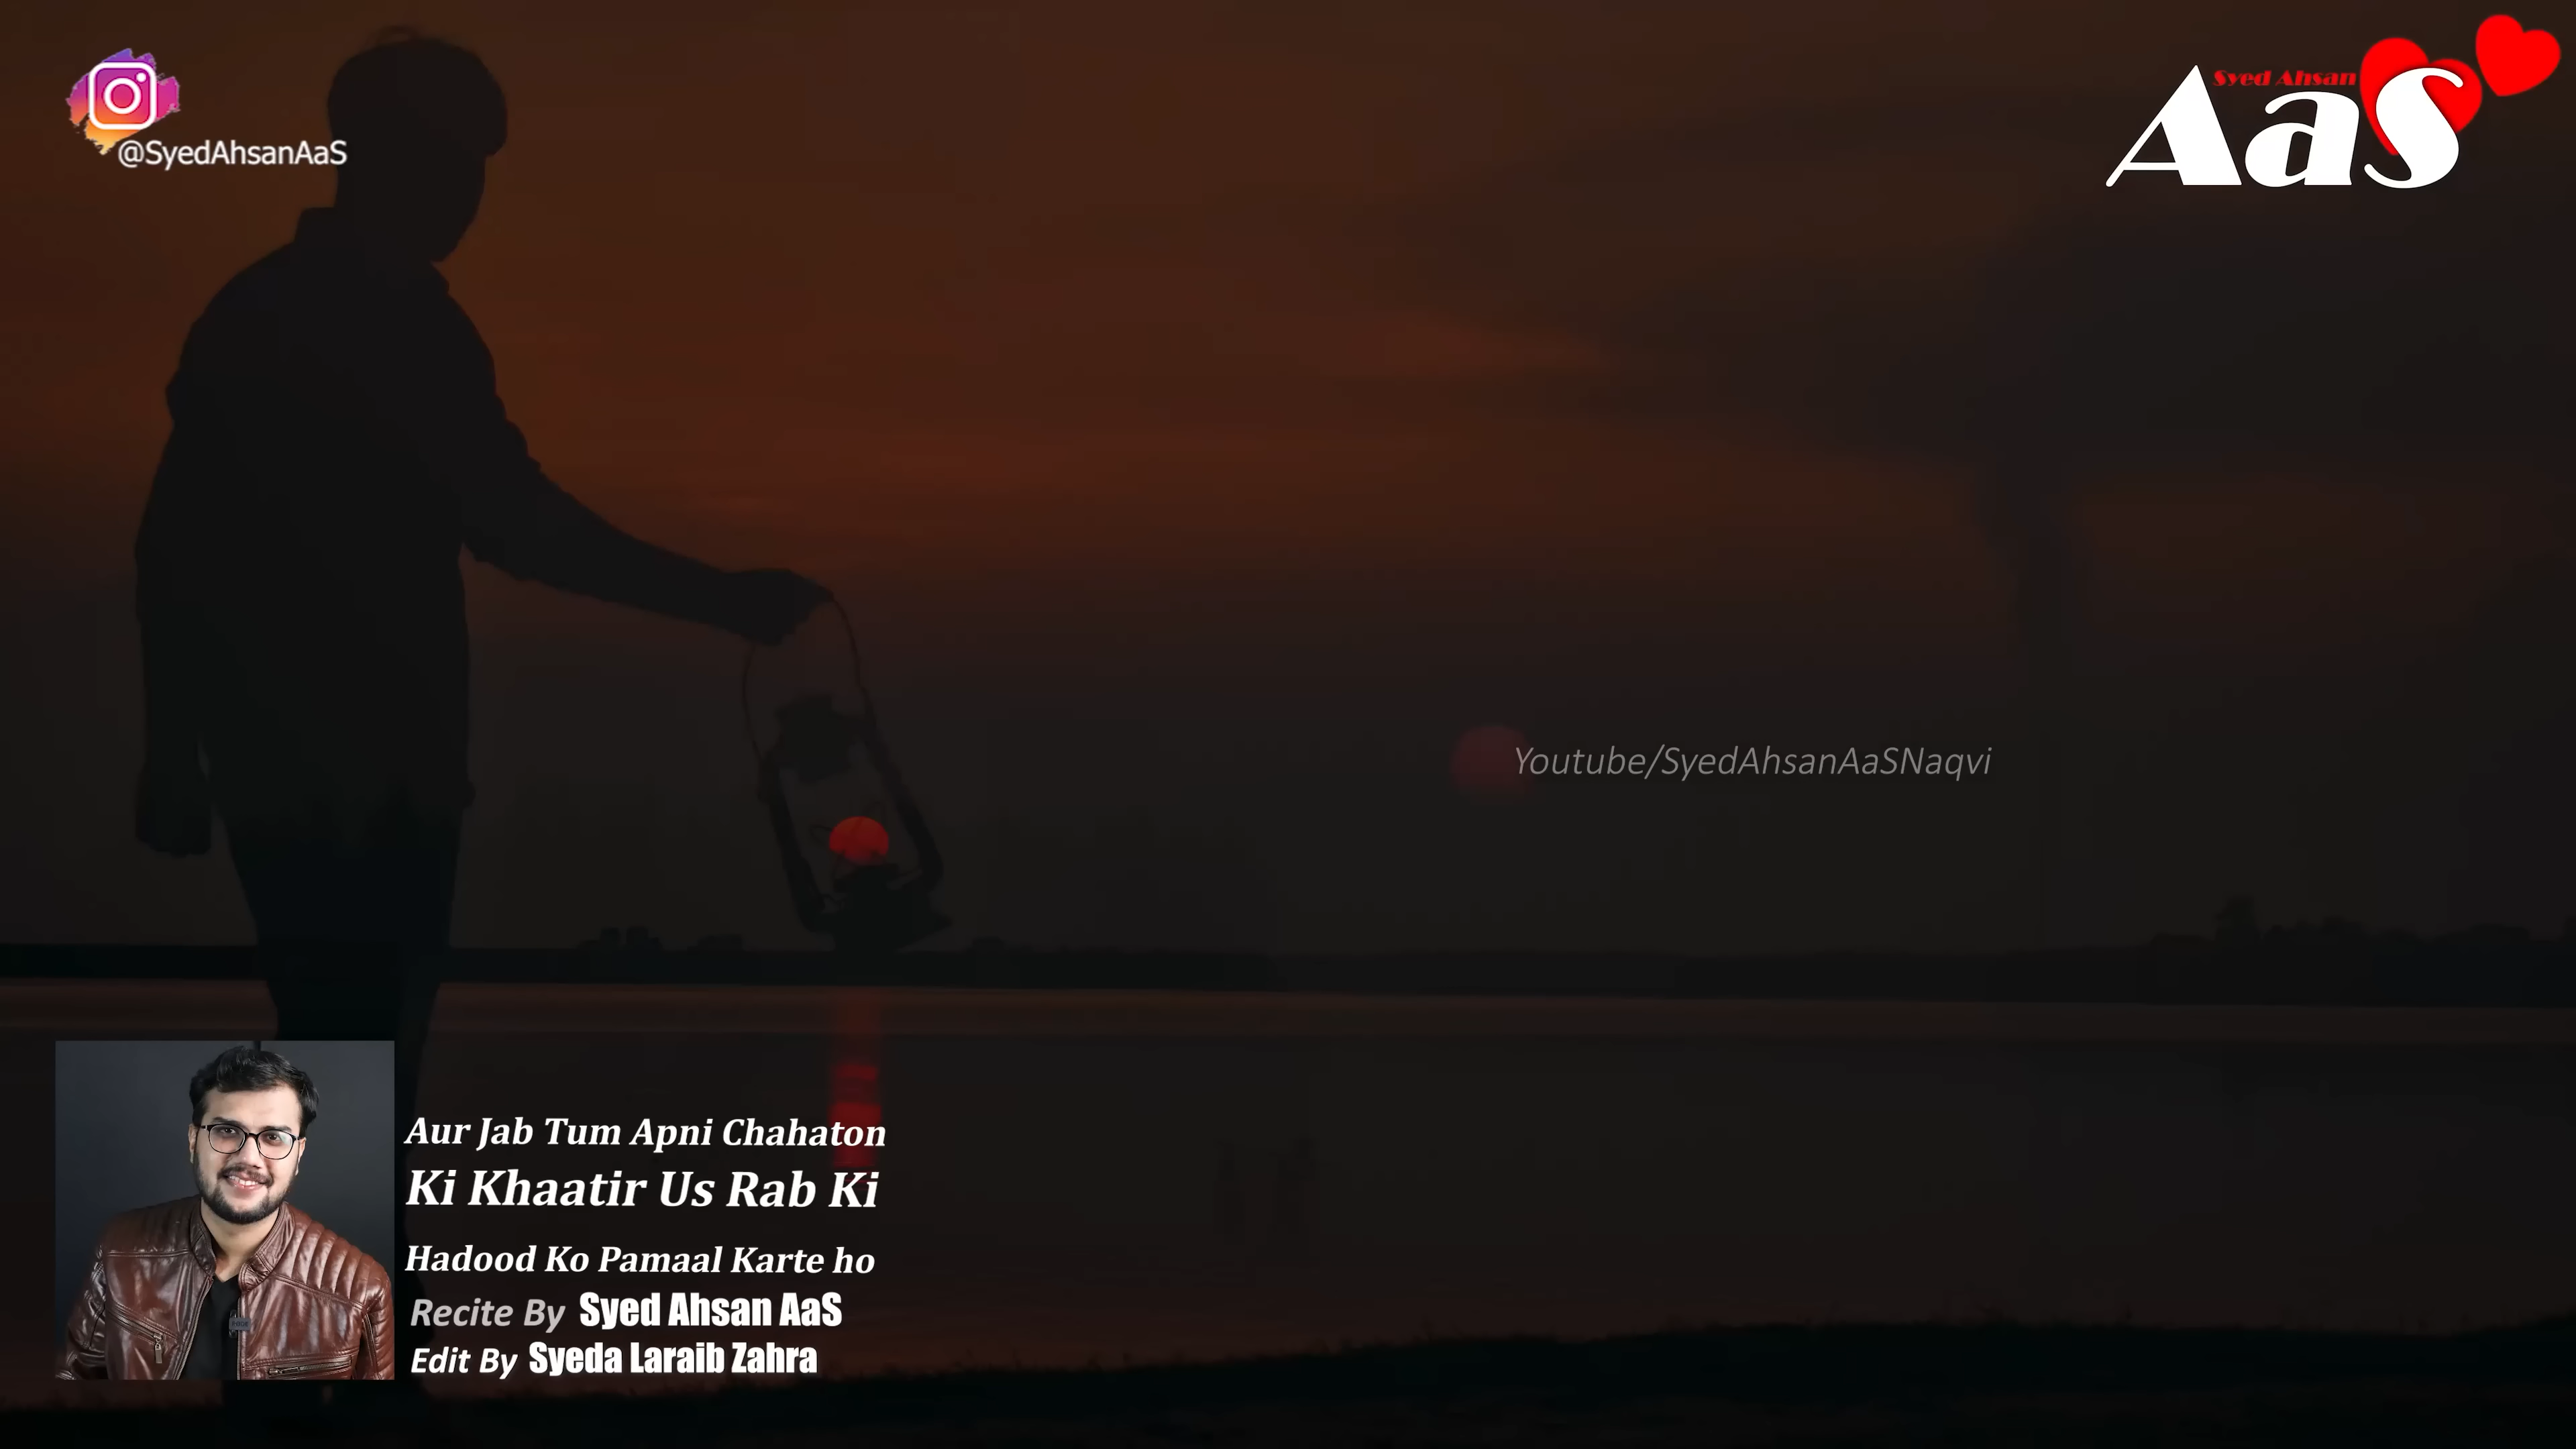 @SyedAhsanAaS
Syed Ahsan
AaS
Youtube/SyedAhsanAaSNaqvi
Aur Jab Tum Apni Chahaton
Ki Khaatir Us Rab Ki
Hadood Ko Pamaal Karte ho
Recite By Syed Ahsan AaS
Edit By Syeda Laraib Zahra